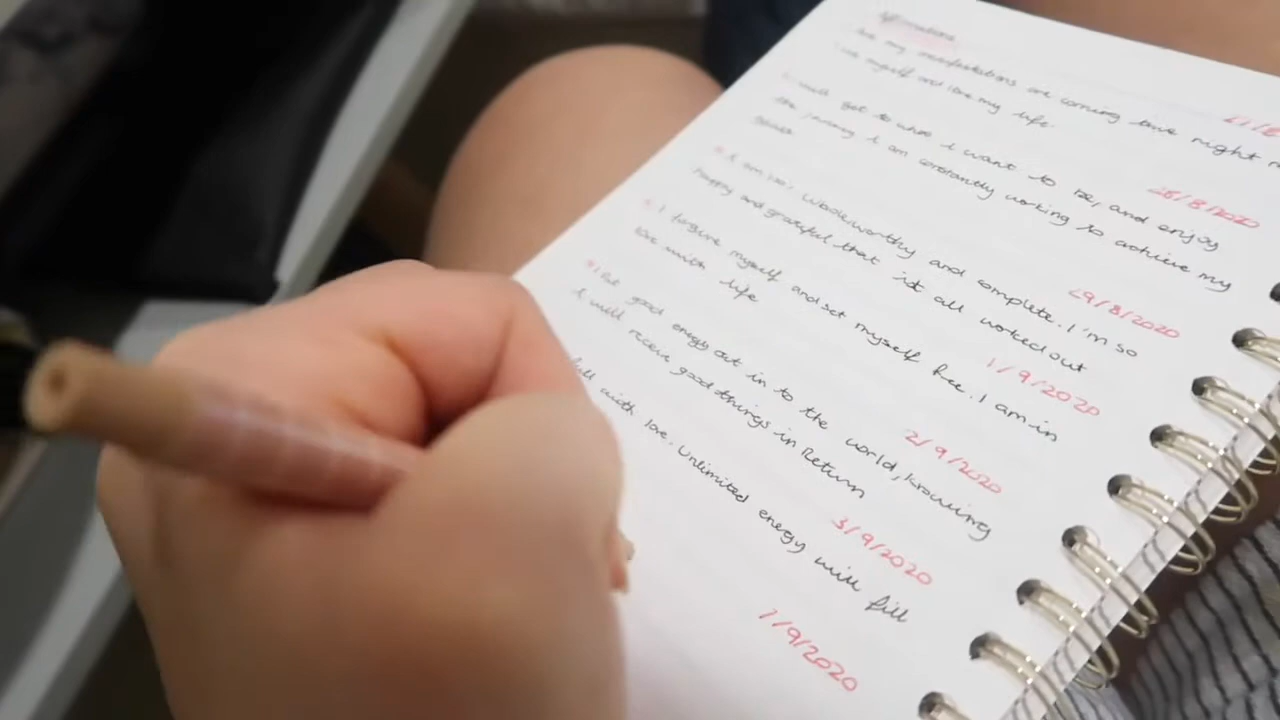 Affirmations
my manifestations are coming true right
I love myself and love my life.
28/8/2020
I will get to where I want to be, and enjoy
the journey I am constantly working to achieve my
29/8/2020
I am Wholeworthy and complete. I'm so
happy and grateful that is all worked out
1/9/2020
I forgive myself and set myself free. I am in
love with life
2/9/2020
I Put good energy out in to the world, knowing
I will receive good things in Return
3/9/2020
full with love. Unlimited energy will fill
7/9/2020